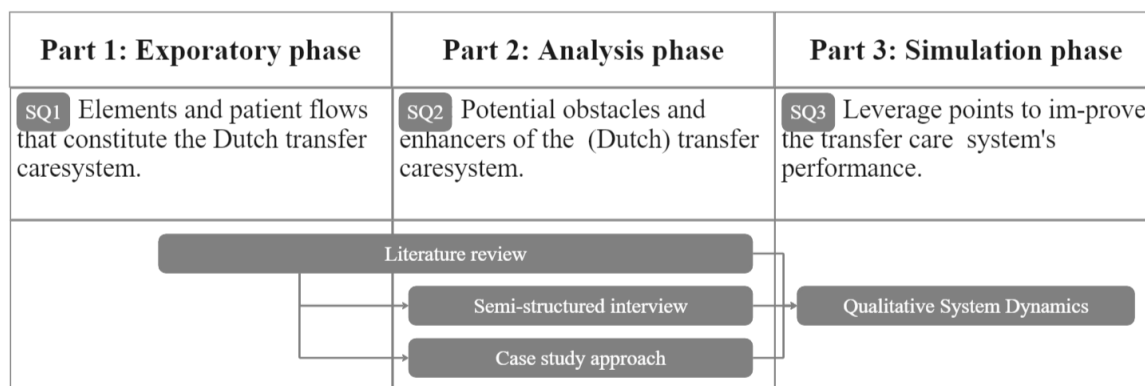 Part 1: Exporatory phase
Part 2: Analysis phase
Part 3: Simulation phase
SQ1 Elements and patient flows
that constitute the Dutch transfer
caresystem.
SQ2 Potential obstacles and
enhancers of the (Dutch) transfer
caresystem.
SQ3 Leverage points to im-prove
the transfer care system's
performance.
Literature review
Semi-structured interview
Qualitative System Dynamics
Case study approach